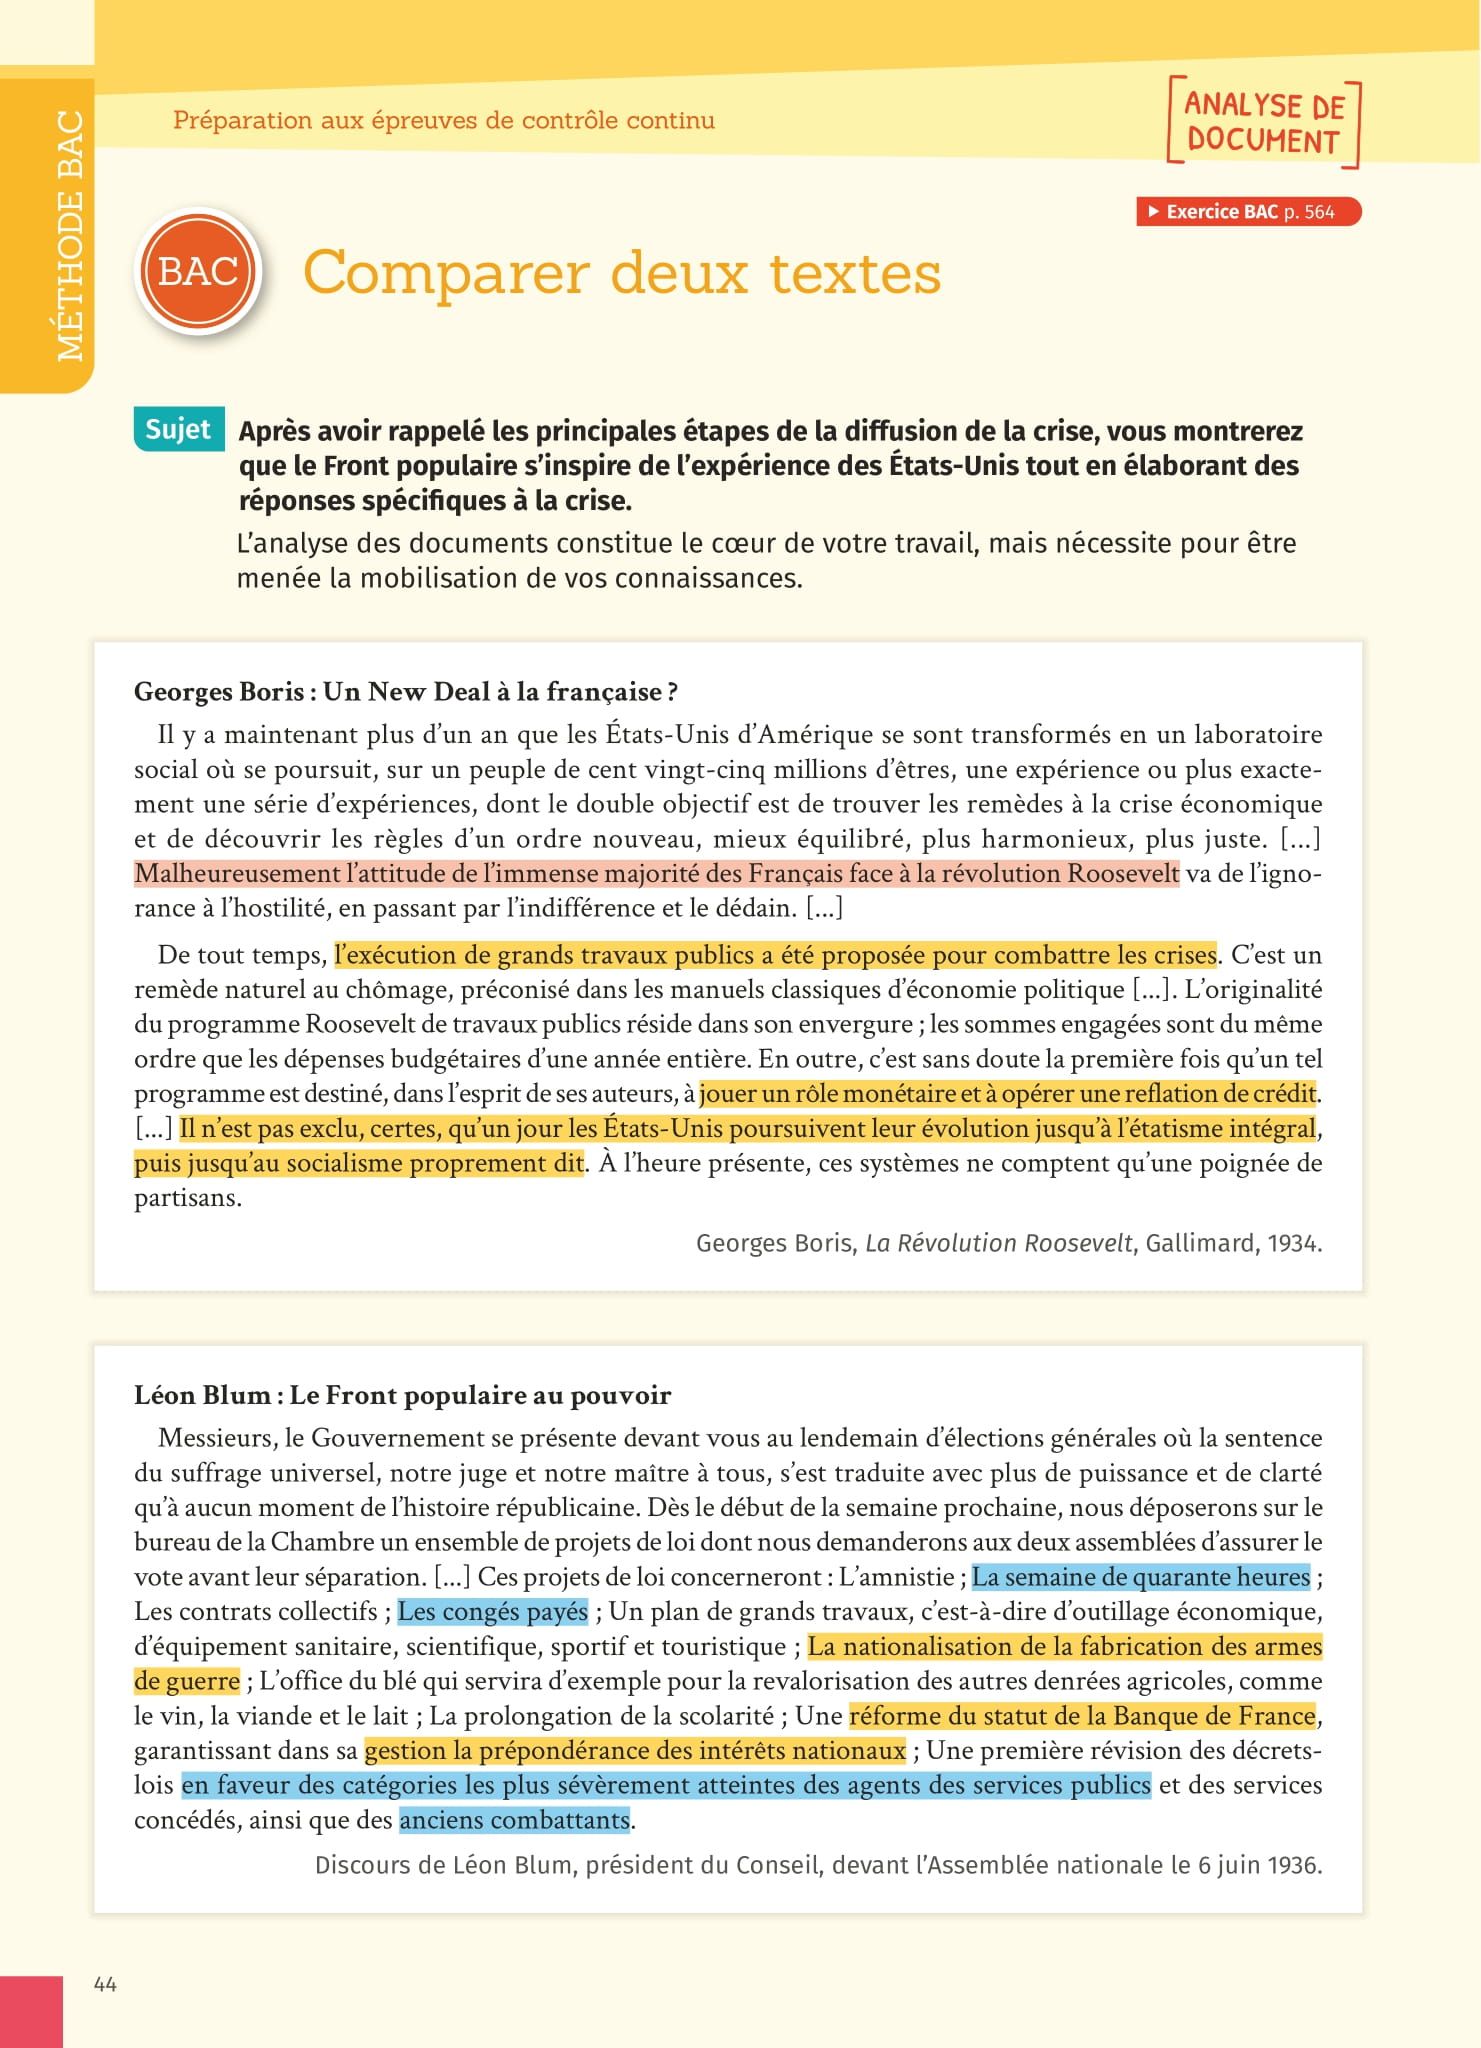 Préparation aux épreuves de contrôle continu
ANALYSE DE
DOCUMENT
MÉTHODE BAC
▶ Exercice BAC p. 564
BAC
Comparer deux textes
Sujet
Après avoir rappelé les principales étapes de la diffusion de la crise, vous montrerez
que le Front populaire s’inspire de l’expérience des États-Unis tout en élaborant des
réponses spécifiques à la crise.
L’analyse des documents constitue le cœur de votre travail, mais nécessite pour être
menée la mobilisation de vos connaissances.
Georges Boris : Un New Deal à la française ?
Il y a maintenant plus d’un an que les États-Unis d’Amérique se sont transformés en un laboratoire
social où se poursuit, sur un peuple de cent vingt-cinq millions d’êtres, une expérience ou plus exacte-
ment une série d’expériences, dont le double objectif est de trouver les remèdes à la crise économique
et de découvrir les règles d’un ordre nouveau, mieux équilibré, plus harmonieux, plus juste. [...]
Malheureusement l’attitude de l’immense majorité des Français face à la révolution Roosevelt va de l’igno-
rance à l’hostilité, en passant par l’indifférence et le dédain. [...]
De tout temps, l’exécution de grands travaux publics a été proposée pour combattre les crises. C’est un
remède naturel au chômage, préconisé dans les manuels classiques d’économie politique [...]. L’originalité
du programme Roosevelt de travaux publics réside dans son envergure ; les sommes engagées sont du même
ordre que les dépenses budgétaires d’une année entière. En outre, c’est sans doute la première fois qu’un tel
programme est destiné, dans l’esprit de ses auteurs, à jouer un rôle monétaire et à opérer une reflation de crédit.
[...] Il n’est pas exclu, certes, qu’un jour les États-Unis poursuivent leur évolution jusqu’à l’étatisme intégral,
puis jusqu’au socialisme proprement dit. À l’heure présente, ces systèmes ne comptent qu’une poignée de
partisans.
Georges Boris, La Révolution Roosevelt, Gallimard, 1934.
Léon Blum : Le Front populaire au pouvoir
Messieurs, le Gouvernement se présente devant vous au lendemain d’élections générales où la sentence
du suffrage universel, notre juge et notre maître à tous, s’est traduite avec plus de puissance et de clarté
qu’à aucun moment de l’histoire républicaine. Dès le début de la semaine prochaine, nous déposerons sur le
bureau de la Chambre un ensemble de projets de loi dont nous demanderons aux deux assemblées d’assurer le
vote avant leur séparation. [...] Ces projets de loi concerneront : L’amnistie ; La semaine de quarante heures ;
Les contrats collectifs ; Les congés payés ; Un plan de grands travaux, c’est-à-dire d’outillage économique,
d’équipement sanitaire, scientifique, sportif et touristique ; La nationalisation de la fabrication des armes
de guerre ; L’office du blé qui servira d’exemple pour la revalorisation des autres denrées agricoles, comme
le vin, la viande et le lait ; La prolongation de la scolarité ; Une réforme du statut de la Banque de France,
garantissant dans sa gestion la prépondérance des intérêts nationaux ; Une première révision des décrets-
lois en faveur des catégories les plus sévèrement atteintes des agents des services publics et des services
concédés, ainsi que des anciens combattants.
Discours de Léon Blum, président du Conseil, devant l’Assemblée nationale le 6 juin 1936.
44